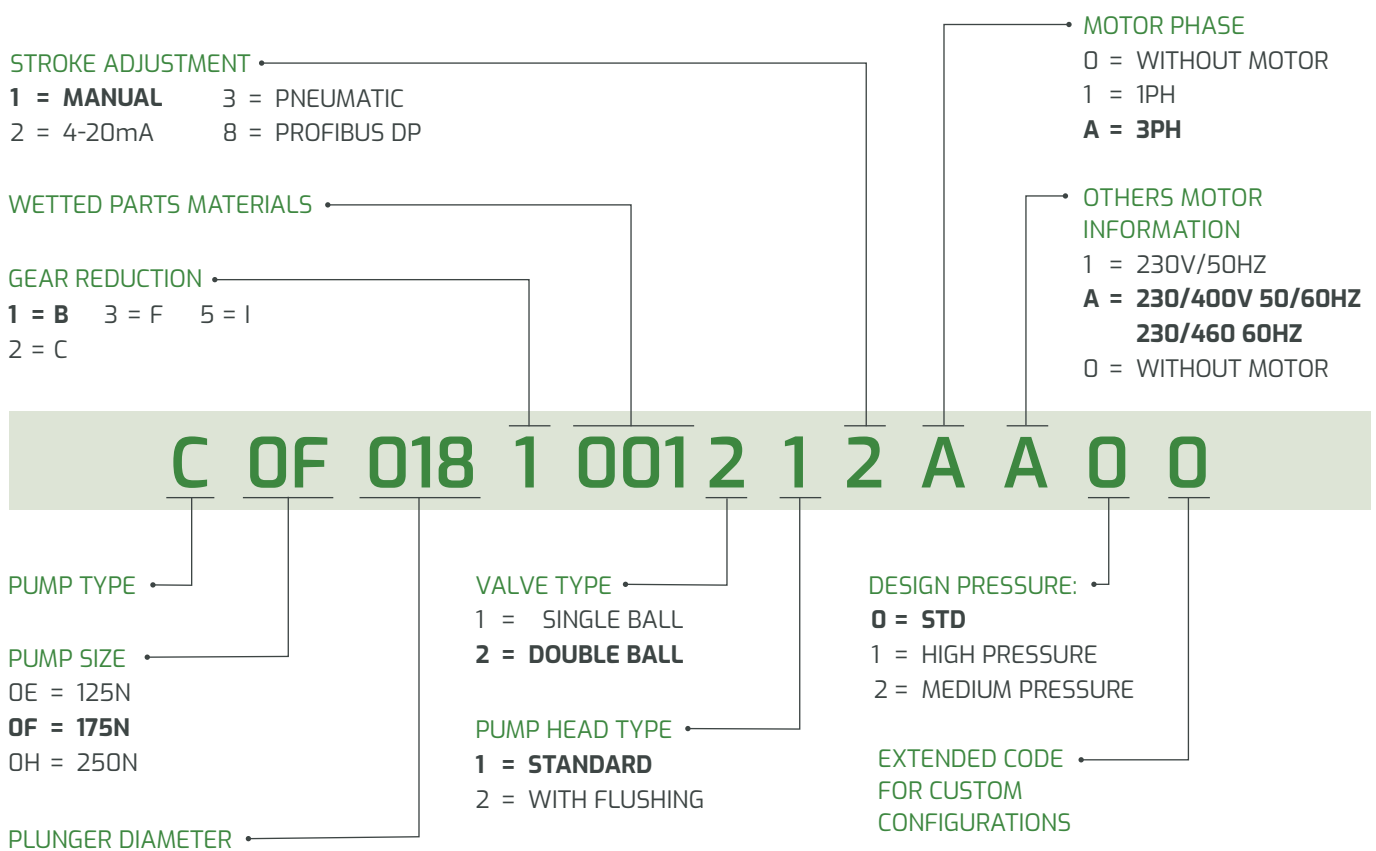 STROKE ADJUSTMENT
1 = MANUAL 3 = PNEUMATIC
2 = 4-20mA 8 = PROFIBUS DP
WETTED PARTS MATERIALS
GEAR REDUCTION
1 = B 3 = F 5 = I
2 = C
MOTOR PHASE
0 = WITHOUT MOTOR
1 = 1PH
A = 3PH
OTHERS MOTOR
INFORMATION
1 = 230V/50HZ
A = 230/400V 50/60HZ
230/460 60HZ
0 = WITHOUT MOTOR
C 0F 018 1 001 2 1 2 A A 0 0
PUMP TYPE
PUMP SIZE
0E = 125N
0F = 175N
0H = 250N
PLUNGER DIAMETER
VALVE TYPE
1 = SINGLE BALL
2 = DOUBLE BALL
PUMP HEAD TYPE
1 = STANDARD
2 = WITH FLUSHING
DESIGN PRESSURE:
0 = STD
1 = HIGH PRESSURE
2 = MEDIUM PRESSURE
EXTENDED CODE
FOR CUSTOM
CONFIGURATIONS